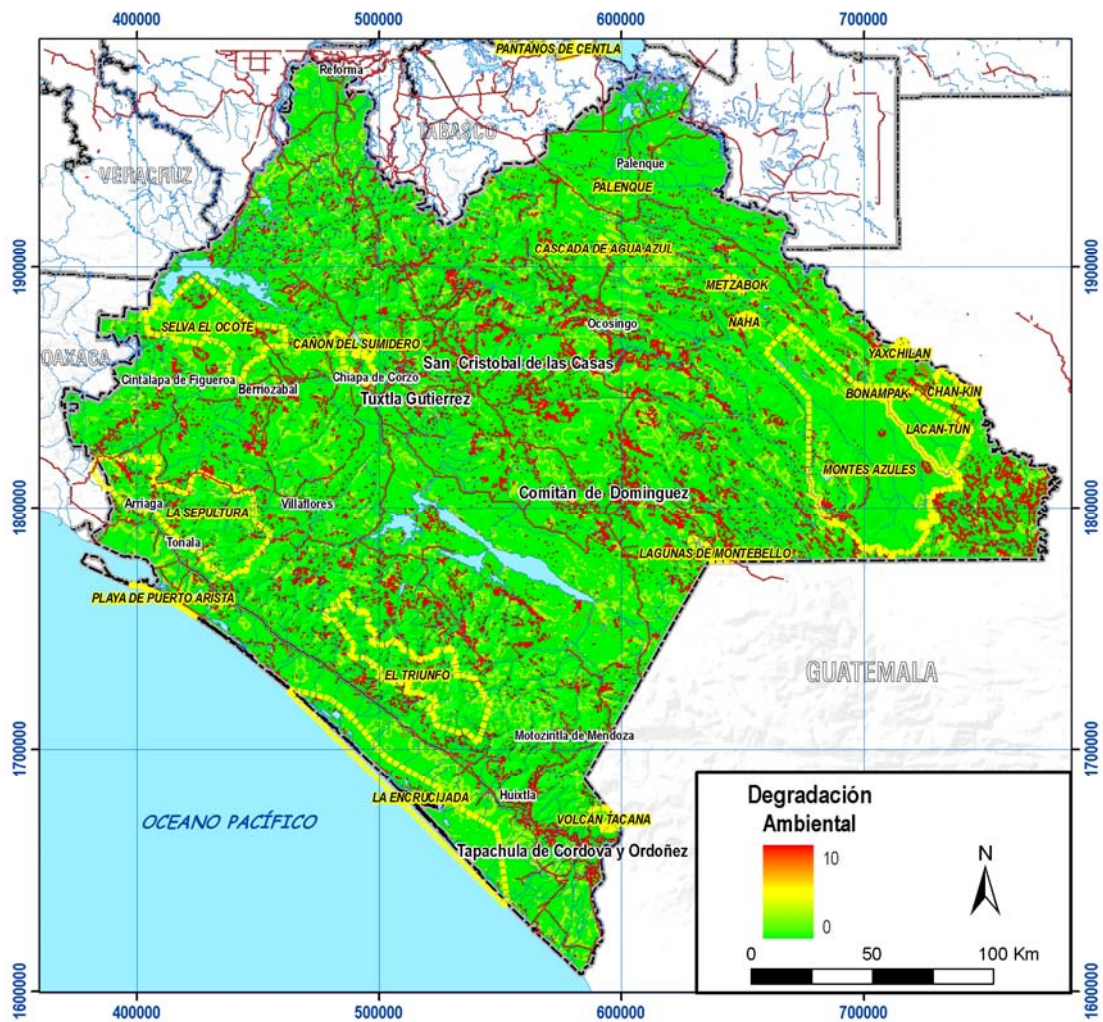 400000
500000
600000
700000
PANTANOS DE CENTLA
Reforma
TABASCO
VERACRUZ
Palenque
PALENQUE
CASCADA DE AGUA AZUL
1900000
1900000
METZABOK
SELVA EL OCOTE
CAÑON DEL SUMIDERO
Ocosingo
NAHA
OAXACA
San Cristobal de las Casas
YAXCHILAN
Cintalapa de Figueroa
Berriozabal
Chiapa de Corzo
Tuxtla Gutierrez
BONAMPAK
CHAN-KIN
LACAN-TUN
MONTES AZULES
Comitán de Dominguez
Arriaga
LA SEPULTURA
Villaflores
1800000
1800000
Tonala
LAGUNAS DE MONTEBELLO
PLAYA DE PUERTO ARISTA
EL TRIUNFO
GUATEMALA
Motozintla de Mendoza
1700000
1700000
LA ENCRUCIJADA
Huixtla
VOLCÁN TACANA
OCEANO PACÍFICO
Tapachula de Cordova y Ordoñez
Degradación
Ambiental
10
0
N
0 50 100 Km
1600000
1600000
400000
500000
600000
700000